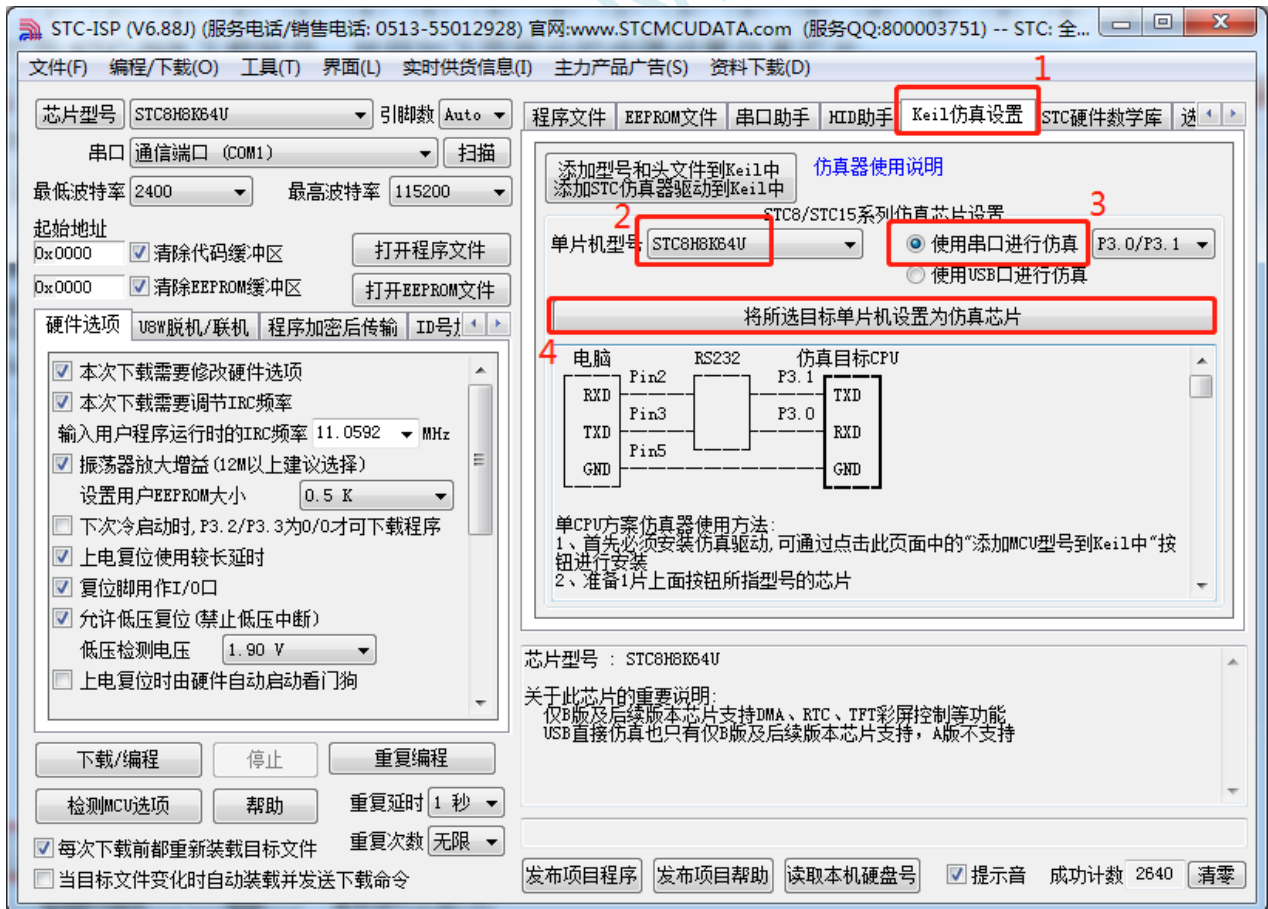 STC-ISP (V6.88J) (服务电话/销售电话: 0513-55012928) 官网:www.STCMCUDATA.com (服务QQ:800003751) -- STC: 全...
文件(F) 编程/下载(O) 工具(T) 界面(L) 实时供货信息(I) 主力产品广告(S) 资料下载(D)
1
芯片型号 STC8H8K64U 引脚数 Auto
程序文件 EEPROM文件 串口助手 HID助手 Keil仿真设置 STC硬件数学库 选
串口 通信端口 (COM1) 扫描
最低波特率 2400 最高波特率 115200
起始地址
0x0000 清除代码缓冲区 打开程序文件
0x0000 清除EEPROM缓冲区 打开EEPROM文件
硬件选项 U8W脱机/联机 程序加密后传输 ID号
本次下载需要修改硬件选项
本次下载需要调节IRC频率
输入用户程序运行时的IRC频率 11.0592 MHz
振荡器放大增益(12M以上建议选择)
设置用户EEPROM大小 0.5 K
下次冷启动时,P3.2/P3.3为0/0才可下载程序
上电复位使用较长延时
复位脚用作I/O口
允许低压复位(禁止低压中断)
低压检测电压 1.90 V
上电复位时由硬件自动启动看门狗
下载/编程 停止 重复编程
检测MCU选项 帮助 重复延时 1 秒
每次下载前都重新装载目标文件 重复次数 无限
当目标文件变化时自动装载并发送下载命令
添加型号和头文件到Keil中
添加STC仿真器驱动到Keil中
仿真器使用说明
STC8/STC15系列仿真芯片设置
2
3
单片机型号 STC8H8K64U 使用串口进行仿真 P3.0/P3.1
使用USB口进行仿真
将所选目标单片机设置为仿真芯片
4
电脑 RS232 仿真目标CPU
Pin2 P3.1
RXD TXD
Pin3 P3.0
TXD RXD
Pin5
GND GND
单CPU方案仿真器使用方法:
1、首先必须安装仿真驱动,可通过点击此页面中的"添加MCU型号到Keil中"按
钮进行安装
2、准备1片上面按钮所指型号的芯片
芯片型号 : STC8H8K64U
关于此芯片的重要说明:
仅B版及后续版本芯片支持DMA、RTC、TFT彩屏控制等功能
USB直接仿真也只有仅B版及后续版本芯片支持，A版不支持
发布项目程序 发布项目帮助 读取本机硬盘号 提示音 成功计数 2640 清零